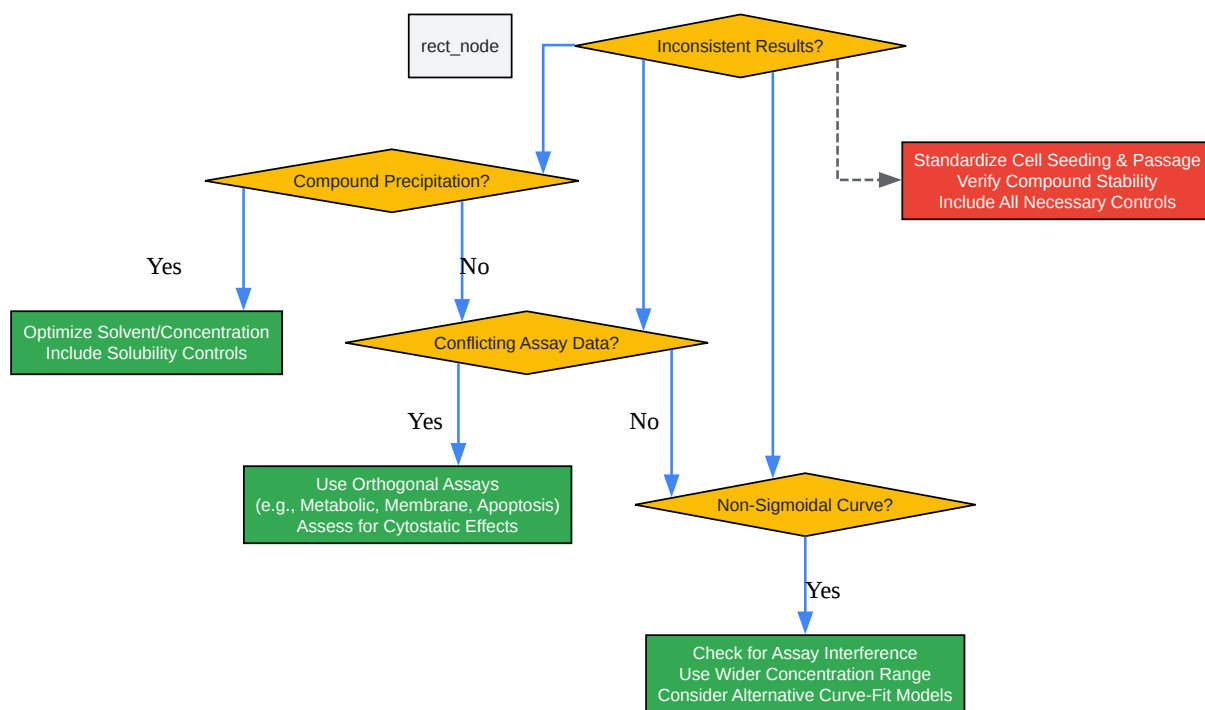 rect_node
Inconsistent Results?
Standardize Cell Seeding & Passage
Verify Compound Stability
Include All Necessary Controls
Compound Precipitation?
Yes
No
Optimize Solvent/Concentration
Include Solubility Controls
Conflicting Assay Data?
Yes
No
Use Orthogonal Assays
(e.g., Metabolic, Membrane, Apoptosis)
Assess for Cytostatic Effects
Non-Sigmoidal Curve?
Yes
Check for Assay Interference
Use Wider Concentration Range
Consider Alternative Curve-Fit Models